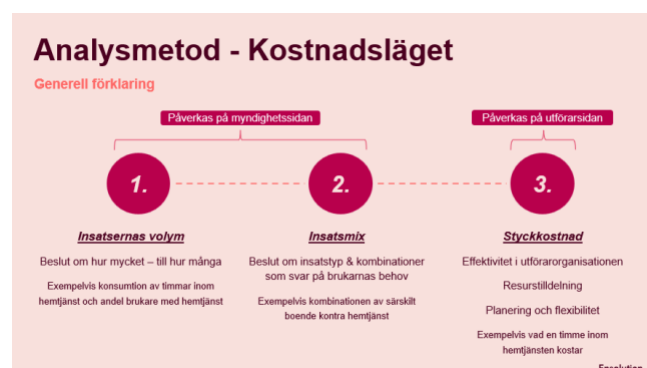 Analysmetod - Kostnadsläget
Generell förklaring
Påverkas på myndighetssidan
Påverkas på utförarsidan
1.
2.
3.
Insatsernas volym
Beslut om hur mycket – till hur många
Exempelvis konsumtion av timmar inom
hemtjänst och andel brukare med hemtjänst
Insatsmix
Beslut om insatstyp & kombinationer
som svar på brukarnas behov
Exempelvis kombinationen av särskilt
boende kontra hemtjänst
Styckkostnad
Effektivitet i utförarorganisationen
Resurstilldelning
Planering och flexibilitet
Exempelvis vad en timme inom
hemtjänsten kostar